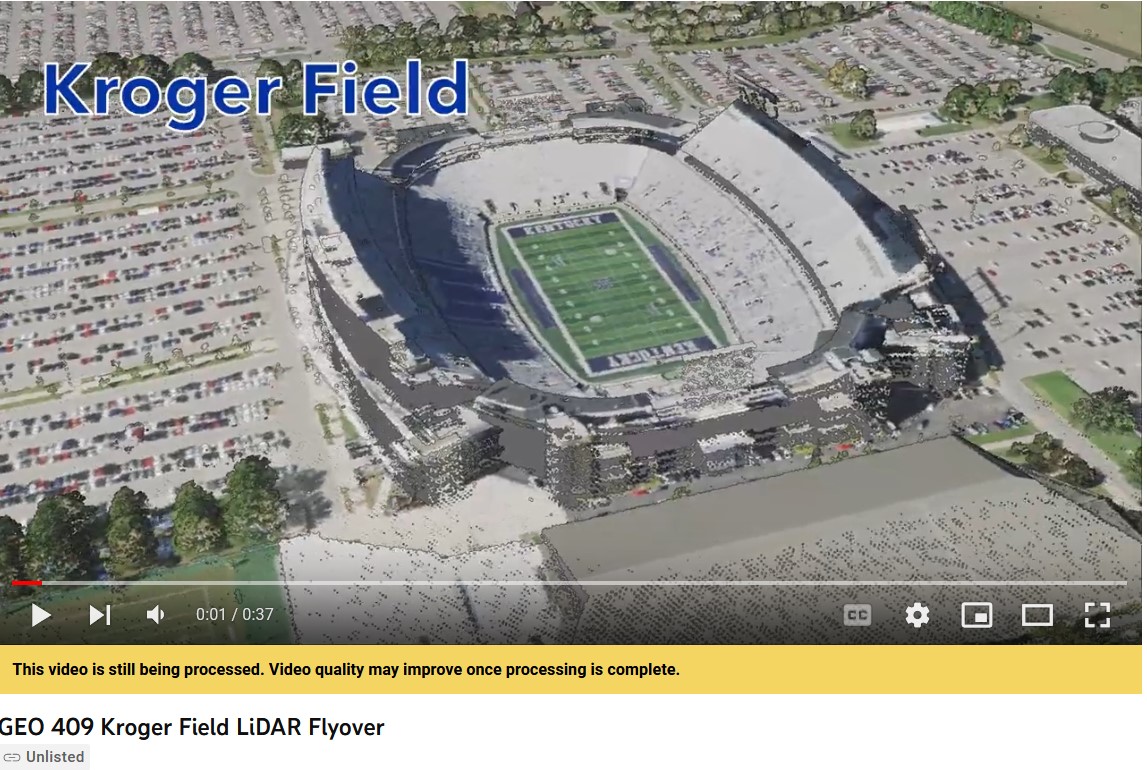 Kroger Field
KENTUCKY
KENTUCKY
0:01 / 0:37
CC
This video is still being processed. Video quality may improve once processing is complete.
GEO 409 Kroger Field LiDAR Flyover
Unlisted